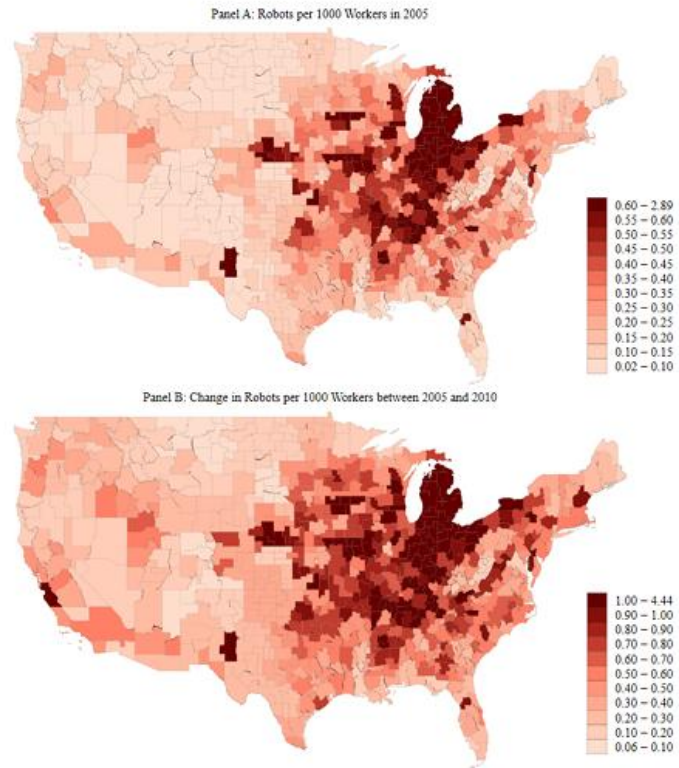 Panel A: Robots per 1000 Workers in 2005
0.60 – 2.89
0.55 – 0.60
0.50 – 0.55
0.45 – 0.50
0.40 – 0.45
0.35 – 0.40
0.30 – 0.35
0.25 – 0.30
0.20 – 0.25
0.15 – 0.20
0.10 – 0.15
0.02 – 0.10
Panel B: Change in Robots per 1000 Workers between 2005 and 2010
1.00 – 4.44
0.90 – 1.00
0.80 – 0.90
0.70 – 0.80
0.60 – 0.70
0.50 – 0.60
0.40 – 0.50
0.30 – 0.40
0.20 – 0.30
0.10 – 0.20
0.06 – 0.10